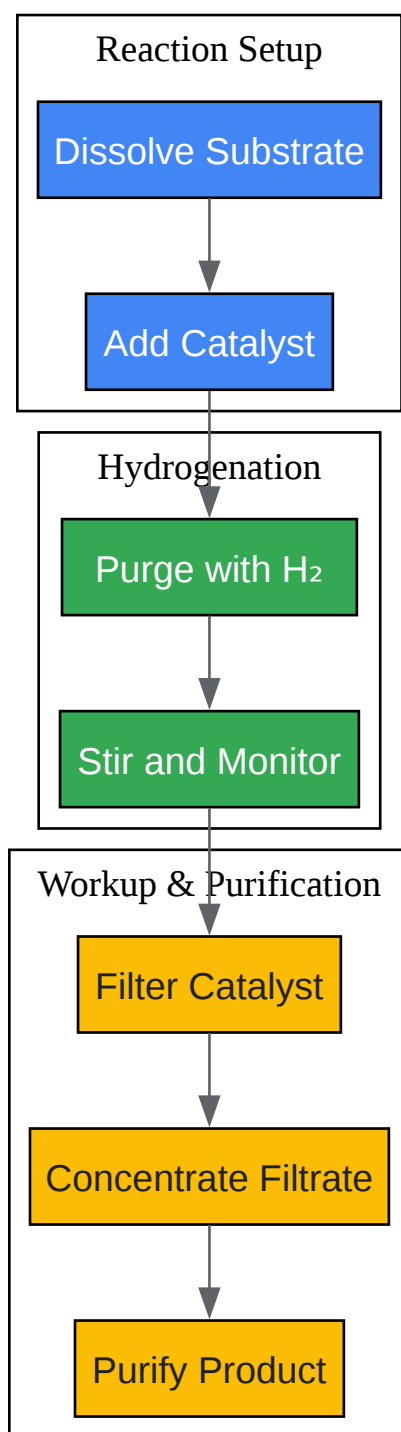 Reaction Setup
Dissolve Substrate
Add Catalyst
Hydrogenation
Purge with H₂
Stir and Monitor
Workup & Purification
Filter Catalyst
Concentrate Filtrate
Purify Product